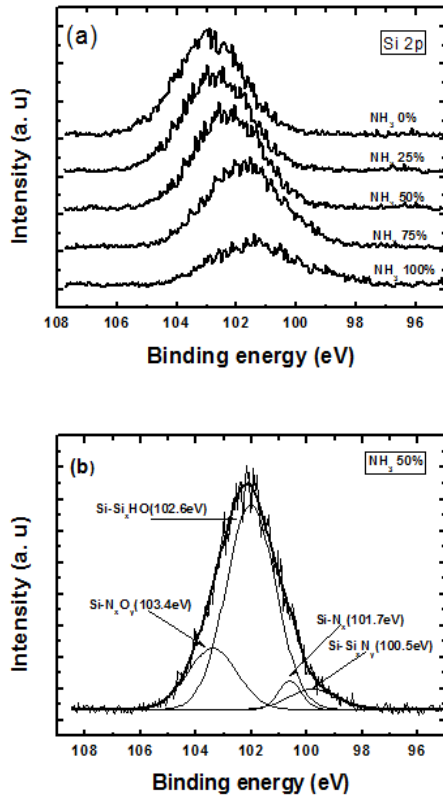 (a)
Si 2p
NH₃ 0%
NH₃ 25%
NH₃ 50%
NH₃ 75%
NH₃ 100%
Intensity (a. u)
108 106 104 102 100 98 96
Binding energy (eV)
(b)
NH₃ 50%
Si-SiₓHO(102.6eV)
Si-NₓOᵧ(103.4eV)
Si-Nₓ(101.7eV)
Si-SiₓNᵧ(100.5eV)
Intensity (a. u)
108 106 104 102 100 98 96
Binding energy (eV)